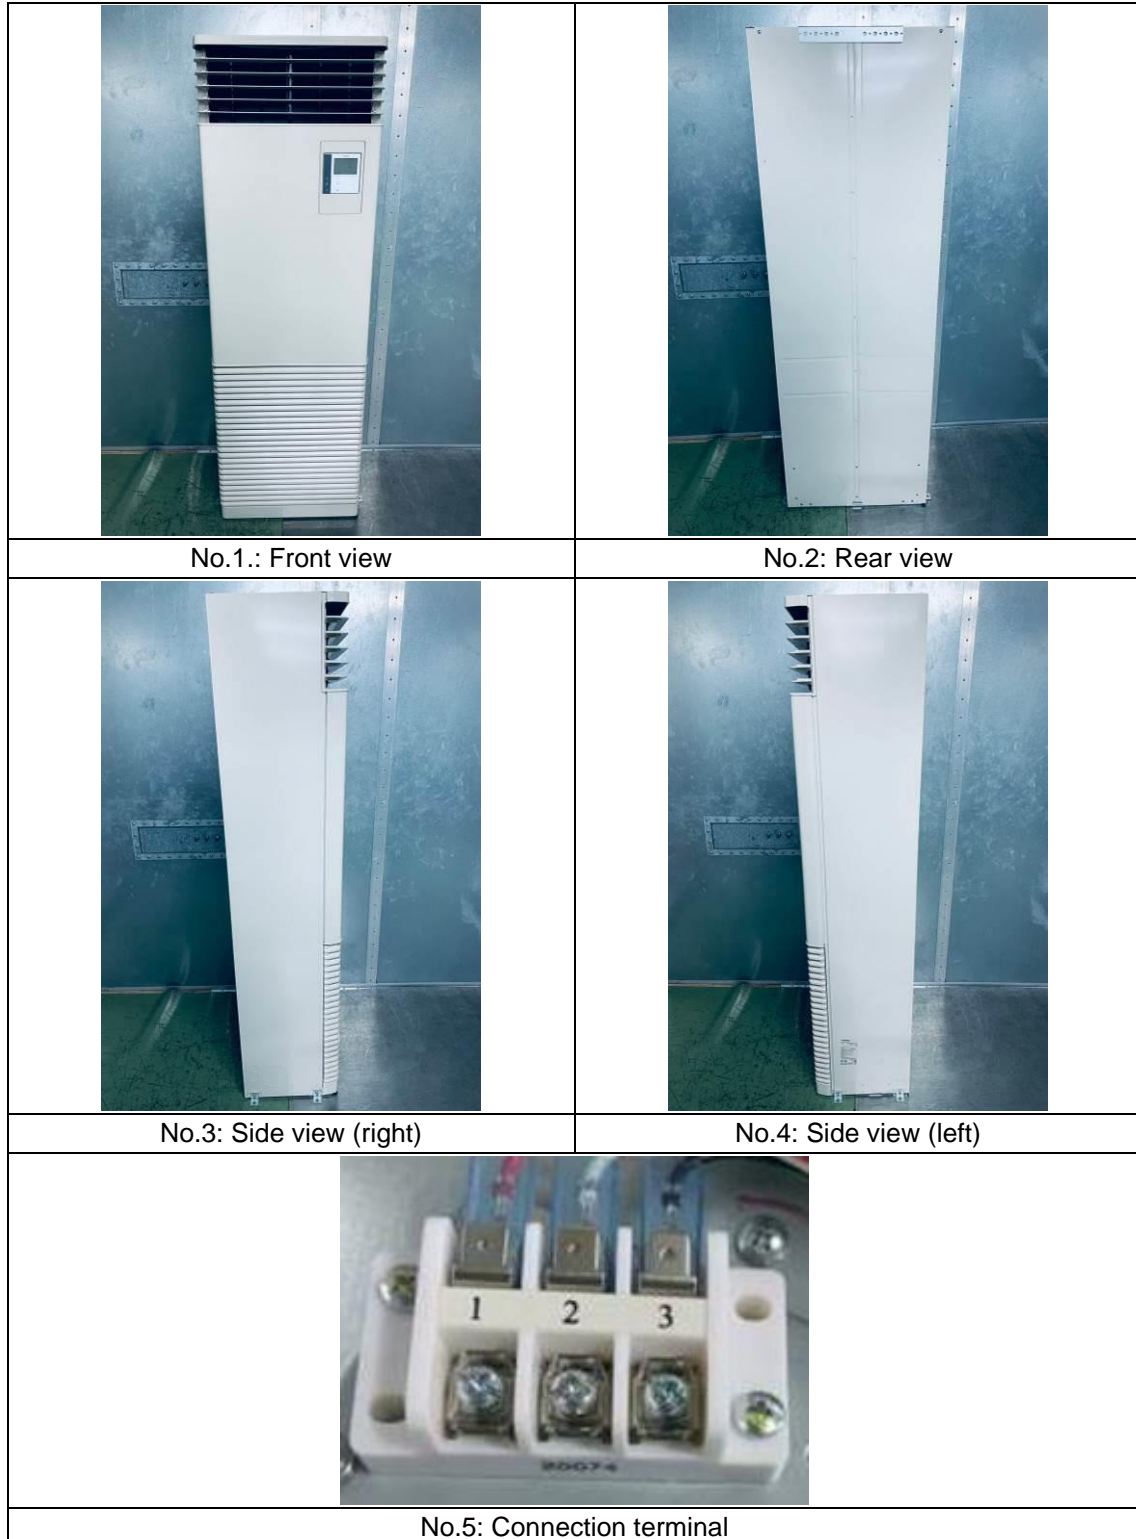 No.1.: Front view
No.2: Rear view
No.3: Side view (right)
No.4: Side view (left)
1 2 3
No.5: Connection terminal